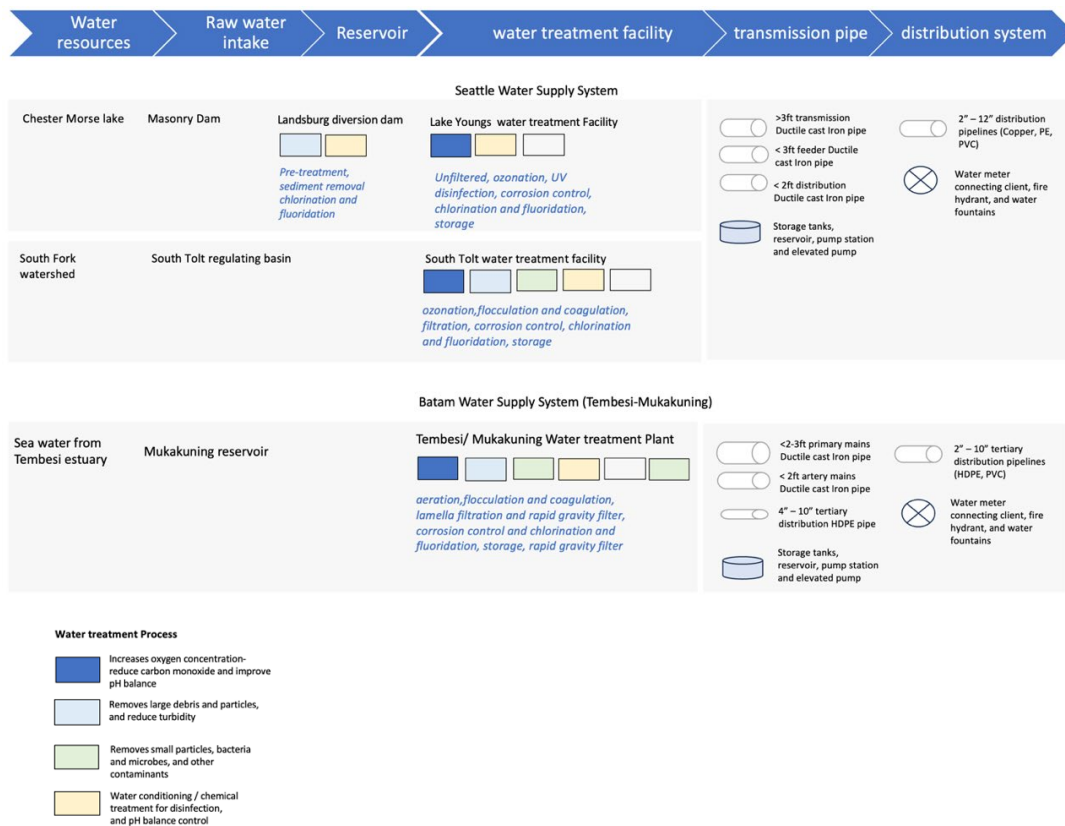 Water
resources
Raw water
intake
Reservoir
water treatment facility
transmission pipe
distribution system
Seattle Water Supply System
Chester Morse lake
Masonry Dam
Landsburg diversion dam
Pre-treatment,
sediment removal
chlorination and
fluoridation
Lake Youngs water treatment Facility
Unfiltered, ozonation, UV
disinfection, corrosion control,
chlorination and fluoridation,
storage
>3ft transmission
Ductile cast Iron pipe
< 3ft feeder Ductile
cast Iron pipe
< 2ft distribution
Ductile cast Iron pipe
Storage tanks,
reservoir, pump station
and elevated pump
2” – 12” distribution
pipelines (Copper, PE,
PVC)
Water meter
connecting client, fire
hydrant, and water
fountains
South Fork
watershed
South Tolt regulating basin
South Tolt water treatment facility
ozonation,flocculation and coagulation,
filtration, corrosion control, chlorination
and fluoridation, storage
Batam Water Supply System (Tembesi-Mukakuning)
Sea water from
Tembesi estuary
Mukakuning reservoir
Tembesi/ Mukakuning Water treatment Plant
aeration,flocculation and coagulation,
lamella filtration and rapid gravity filter,
corrosion control and chlorination and
fluoridation, storage, rapid gravity filter
<2-3ft primary mains
Ductile cast Iron pipe
< 2ft artery mains
Ductile cast Iron pipe
4” – 10” tertiary
distribution HDPE pipe
Storage tanks,
reservoir, pump station
and elevated pump
2” – 10” tertiary
distribution pipelines
(HDPE, PVC)
Water meter
connecting client, fire
hydrant, and water
fountains
Water treatment Process
Increases oxygen concentration-
reduce carbon monoxide and improve
pH balance
Removes large debris and particles,
and reduce turbidity
Removes small particles, bacteria
and microbes, and other
contaminants
Water conditioning / chemical
treatment for disinfection,
and pH balance control